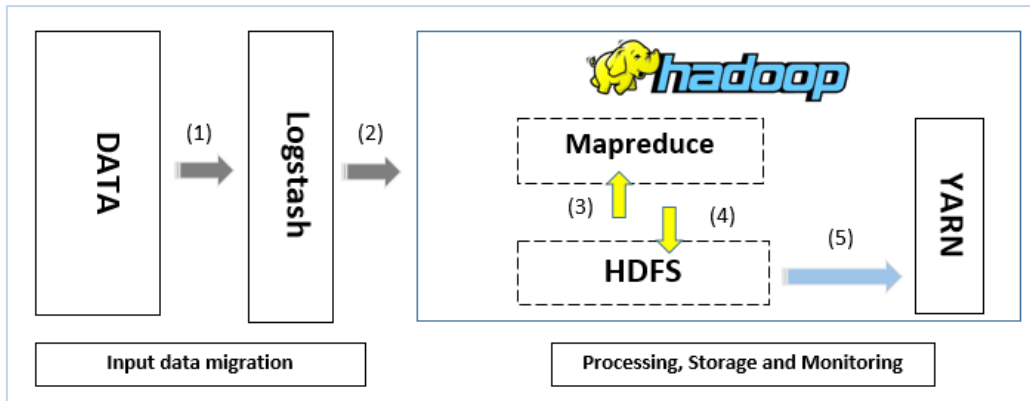 DATA
(1)
Logstash
(2)
hadoop
Mapreduce
(3)
(4)
HDFS
(5)
YARN
Input data migration
Processing, Storage and Monitoring